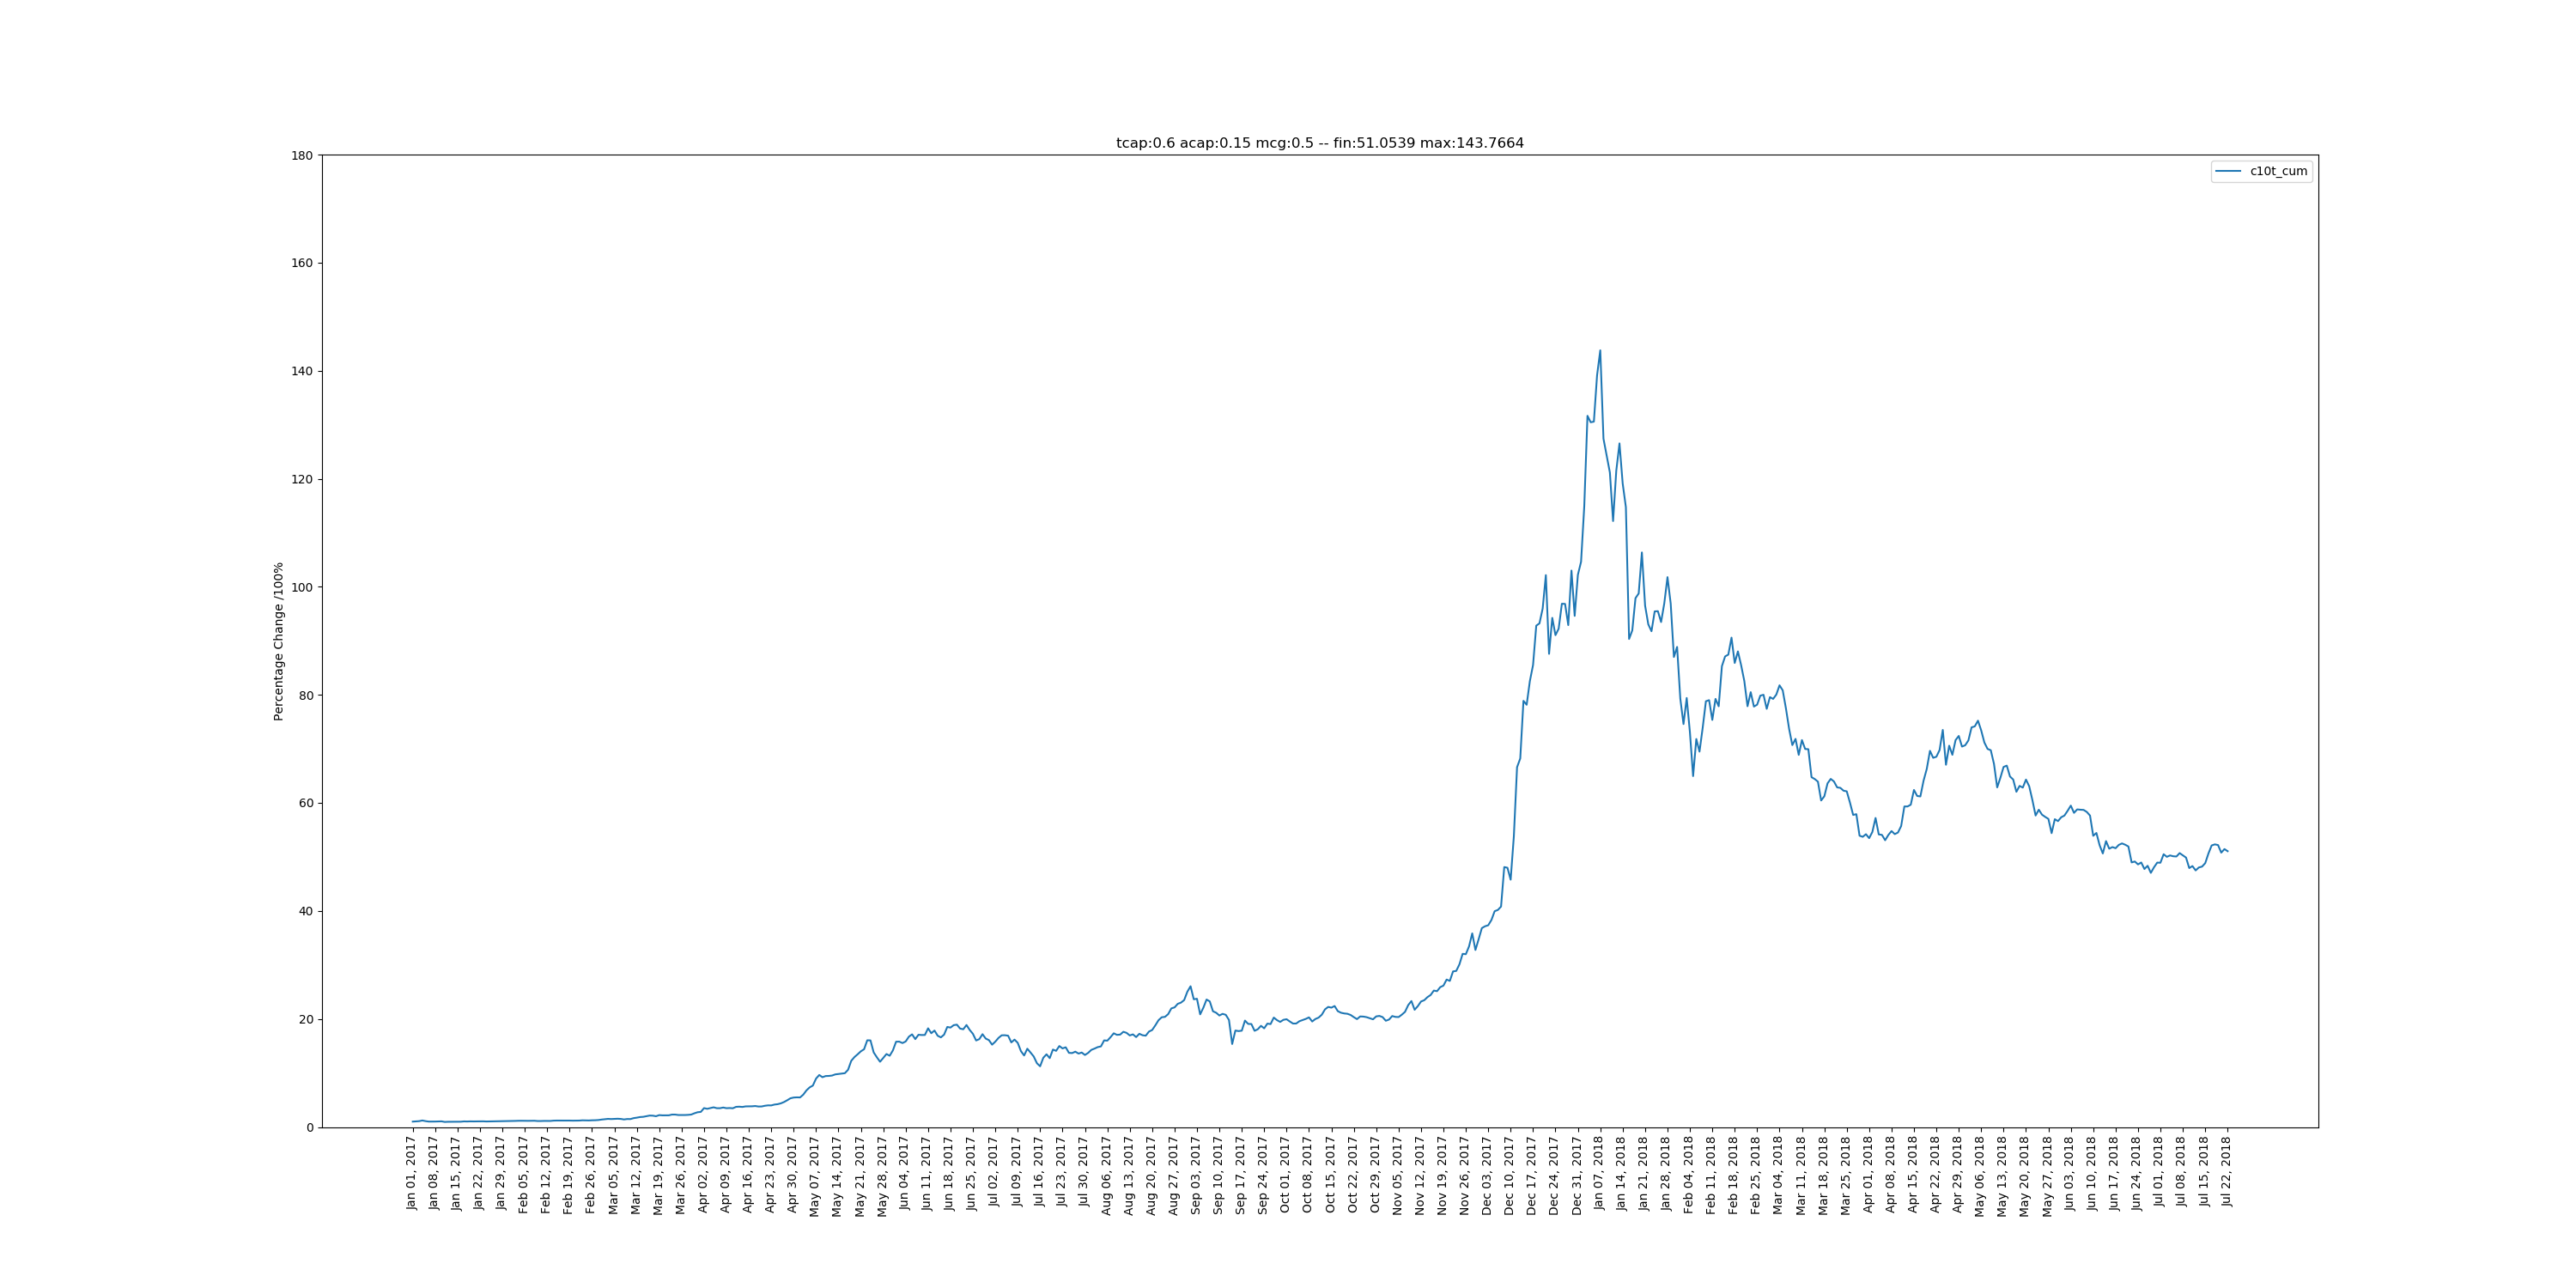 tcap:0.6 acap:0.15 mcg:0.5 -- fin:51.0539 max:143.7664
c10t_cum
Percentage Change /100%
180
160
140
120
100
80
60
40
20
0
Jan 01, 2017
Jan 08, 2017
Jan 15, 2017
Jan 22, 2017
Jan 29, 2017
Feb 05, 2017
Feb 12, 2017
Feb 19, 2017
Feb 26, 2017
Mar 05, 2017
Mar 12, 2017
Mar 19, 2017
Mar 26, 2017
Apr 02, 2017
Apr 09, 2017
Apr 16, 2017
Apr 23, 2017
Apr 30, 2017
May 07, 2017
May 14, 2017
May 21, 2017
May 28, 2017
Jun 04, 2017
Jun 11, 2017
Jun 18, 2017
Jun 25, 2017
Jul 02, 2017
Jul 09, 2017
Jul 16, 2017
Jul 23, 2017
Jul 30, 2017
Aug 06, 2017
Aug 13, 2017
Aug 20, 2017
Aug 27, 2017
Sep 03, 2017
Sep 10, 2017
Sep 17, 2017
Sep 24, 2017
Oct 01, 2017
Oct 08, 2017
Oct 15, 2017
Oct 22, 2017
Oct 29, 2017
Nov 05, 2017
Nov 12, 2017
Nov 19, 2017
Nov 26, 2017
Dec 03, 2017
Dec 10, 2017
Dec 17, 2017
Dec 24, 2017
Dec 31, 2017
Jan 07, 2018
Jan 14, 2018
Jan 21, 2018
Jan 28, 2018
Feb 04, 2018
Feb 11, 2018
Feb 18, 2018
Feb 25, 2018
Mar 04, 2018
Mar 11, 2018
Mar 18, 2018
Mar 25, 2018
Apr 01, 2018
Apr 08, 2018
Apr 15, 2018
Apr 22, 2018
Apr 29, 2018
May 06, 2018
May 13, 2018
May 20, 2018
May 27, 2018
Jun 03, 2018
Jun 10, 2018
Jun 17, 2018
Jun 24, 2018
Jul 01, 2018
Jul 08, 2018
Jul 15, 2018
Jul 22, 2018